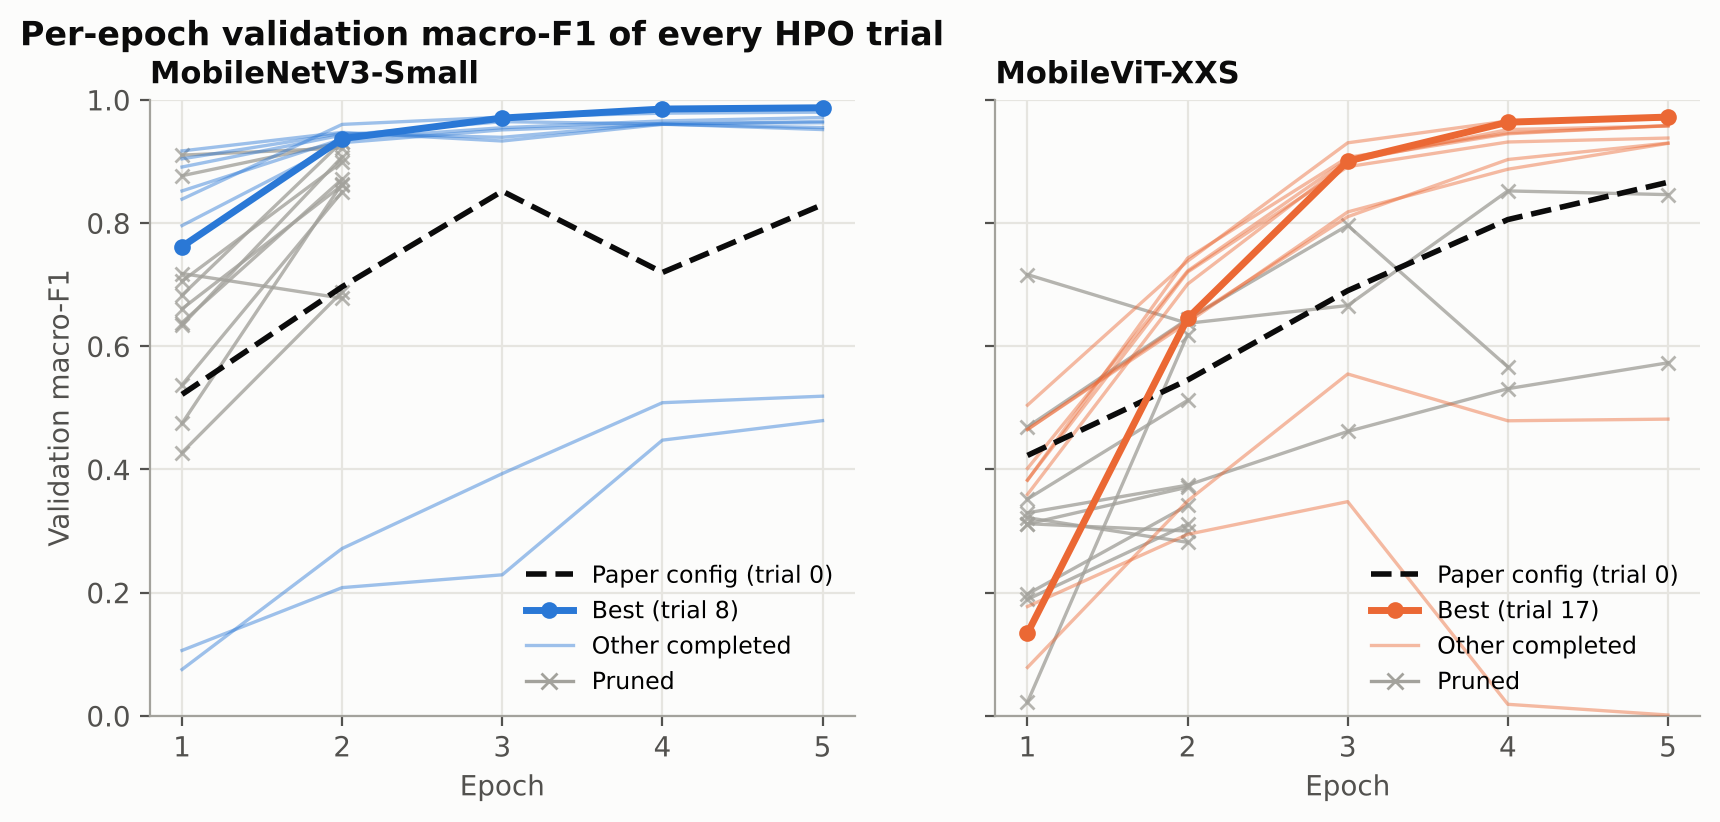 Per-epoch validation macro-F1 of every HPO trial
MobileNetV3-Small
1.0
0.8
0.6
0.4
0.2
0.0
Validation macro-F1
1 2 3 4 5
Epoch
Paper config (trial 0)
Best (trial 8)
Other completed
Pruned
MobileViT-XXS
1 2 3 4 5
Epoch
Paper config (trial 0)
Best (trial 17)
Other completed
Pruned